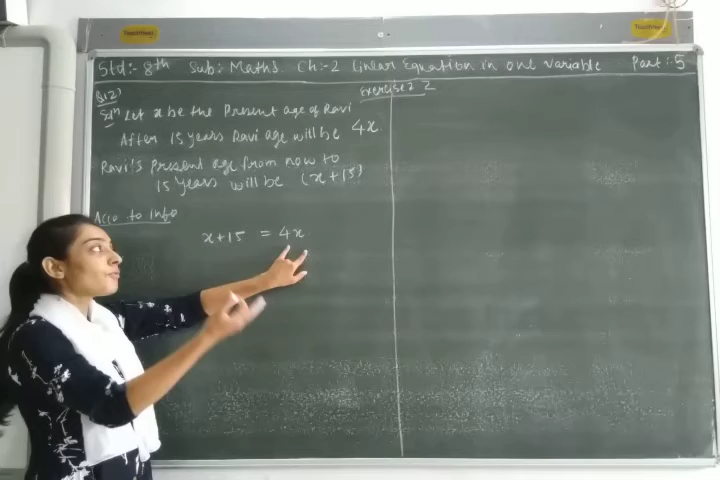 Std:- 8th Sub:- Maths. Ch:-2 Linear Equation in one variable Part: 5
Exercise 2.2
Q12)
Soln Let x be the Present age of Ravi
After 15 years Ravi age will be 4x.
Ravi's present age from now to
15 years will be (x+15)
Acco to info
x+15 = 4x